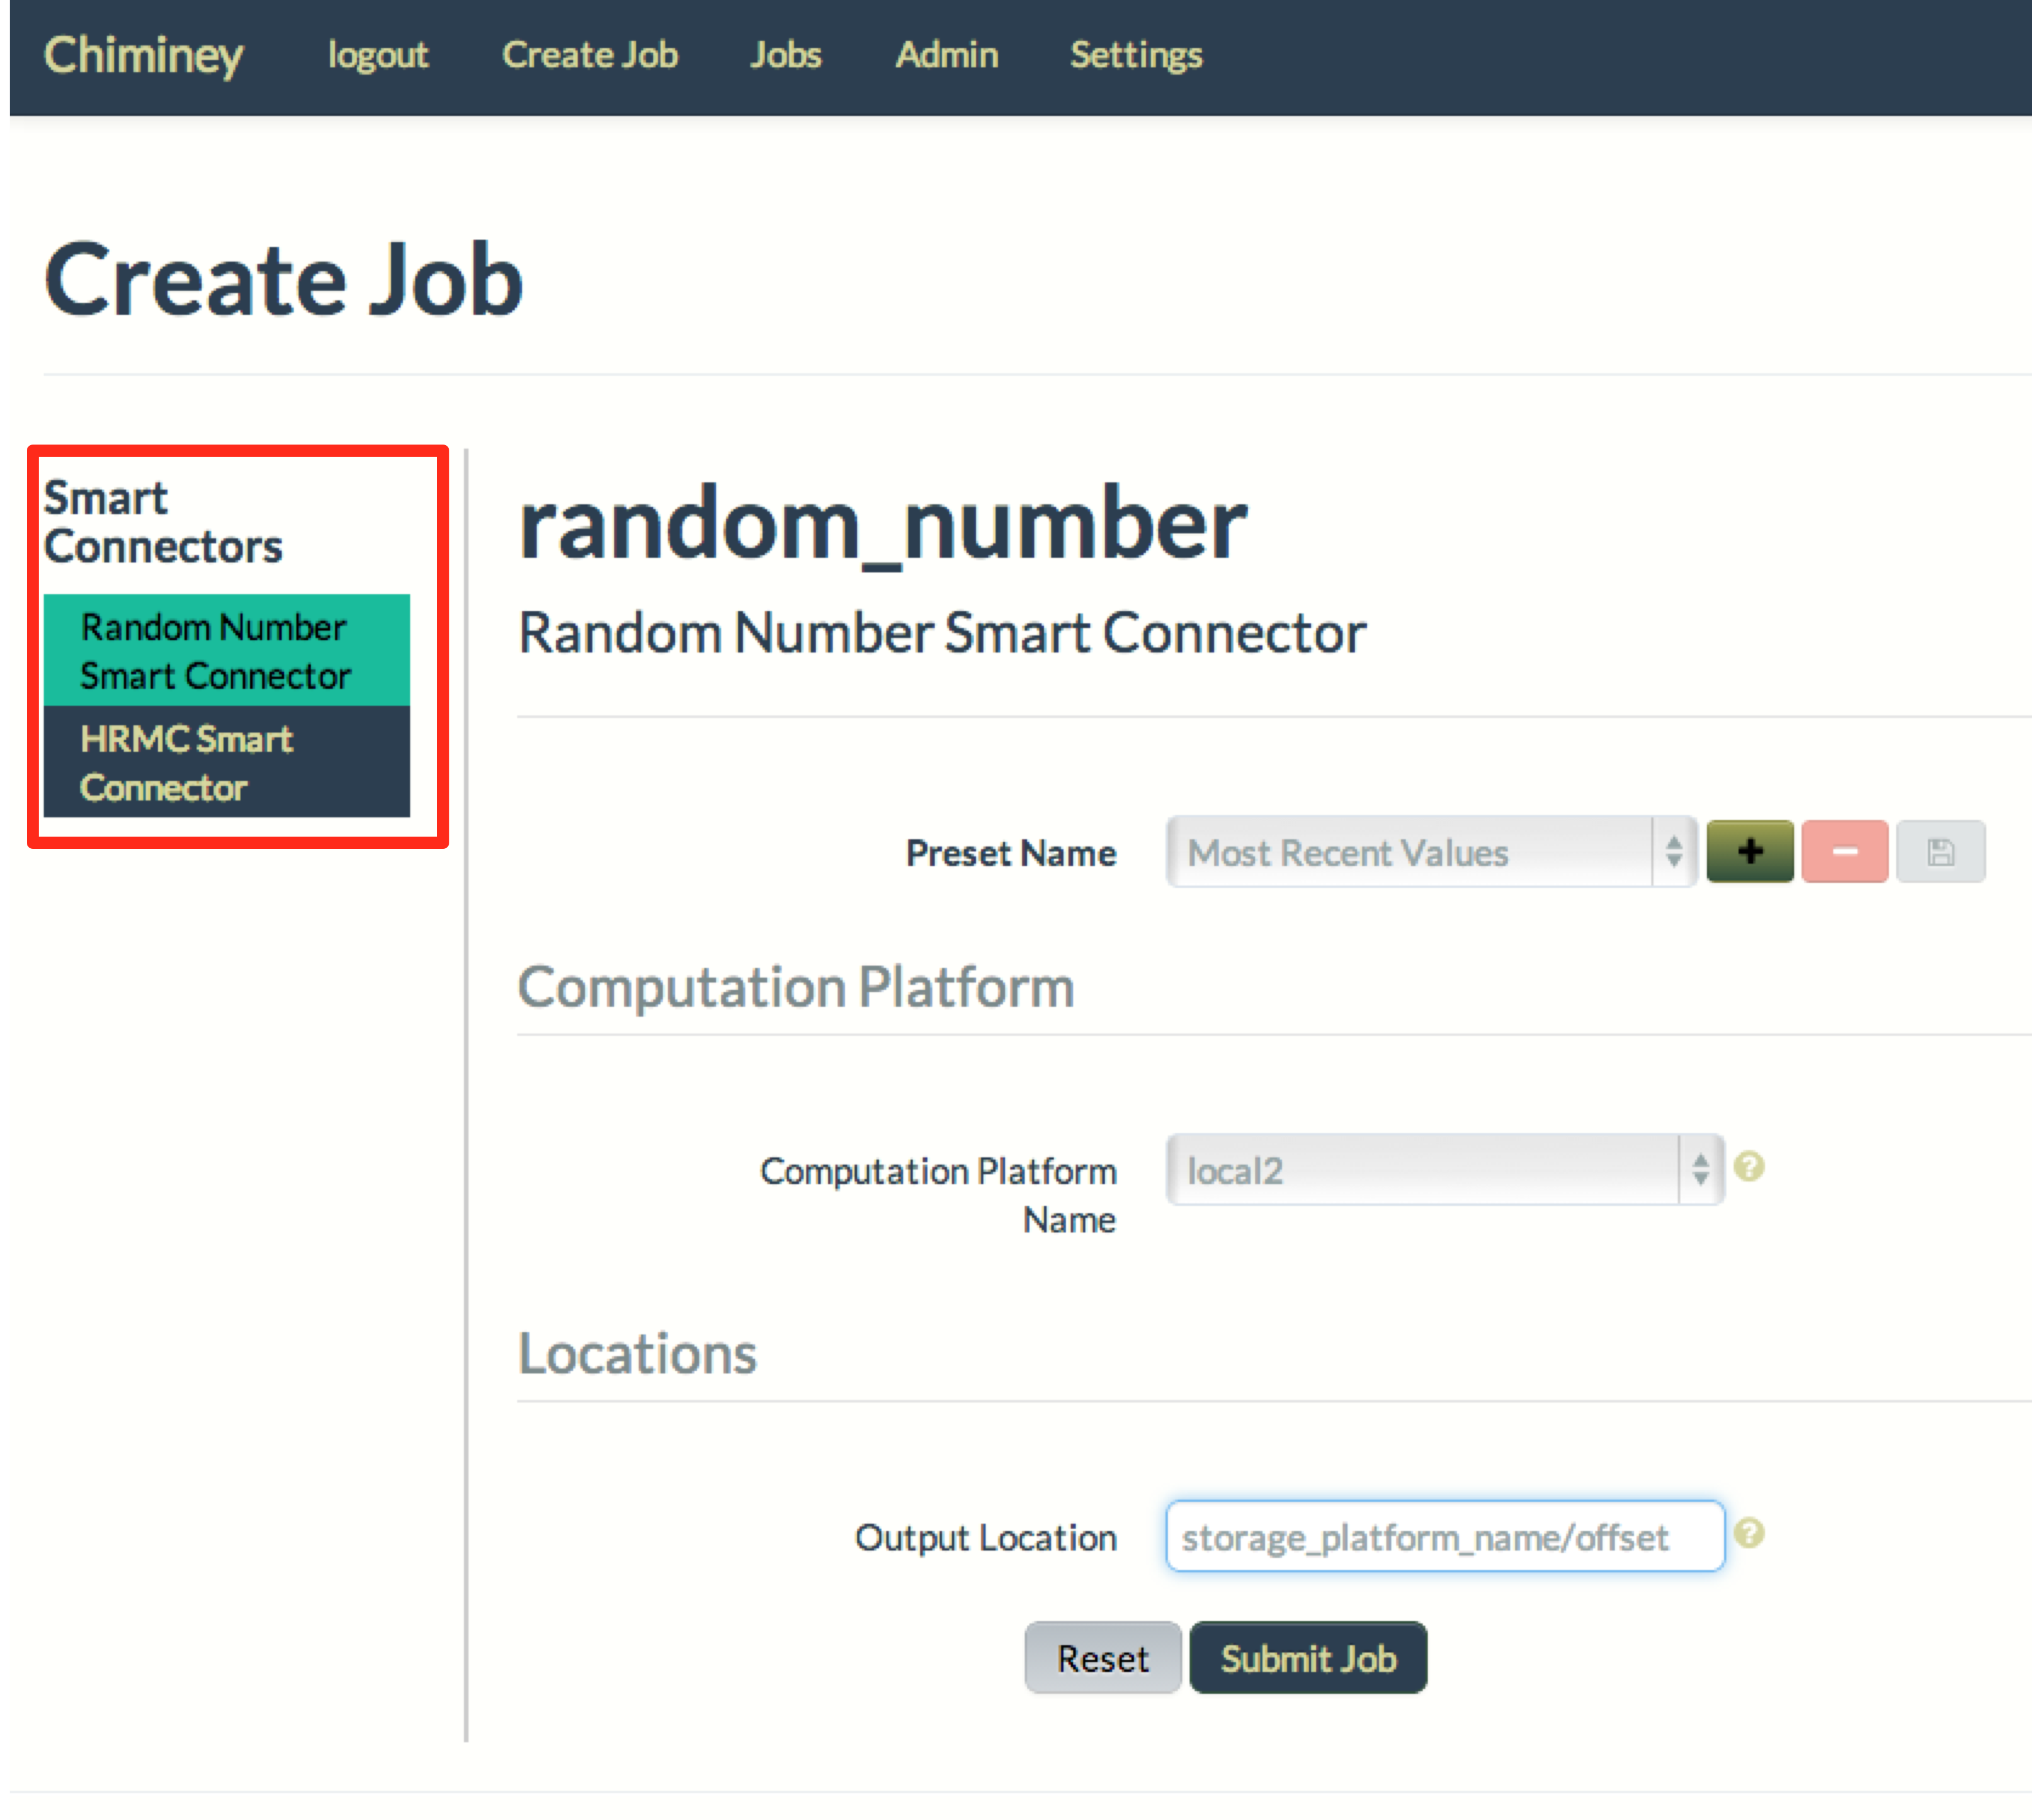 Chiminey logout Create Job Jobs Admin Settings
Create Job
Smart
Connectors
Random Number
Smart Connector
HRMC Smart
Connector
random_number
Random Number Smart Connector
Preset Name Most Recent Values + −
Computation Platform
Computation Platform
Name
local2 ?
Locations
Output Location storage_platform_name/offset ?
Reset Submit Job